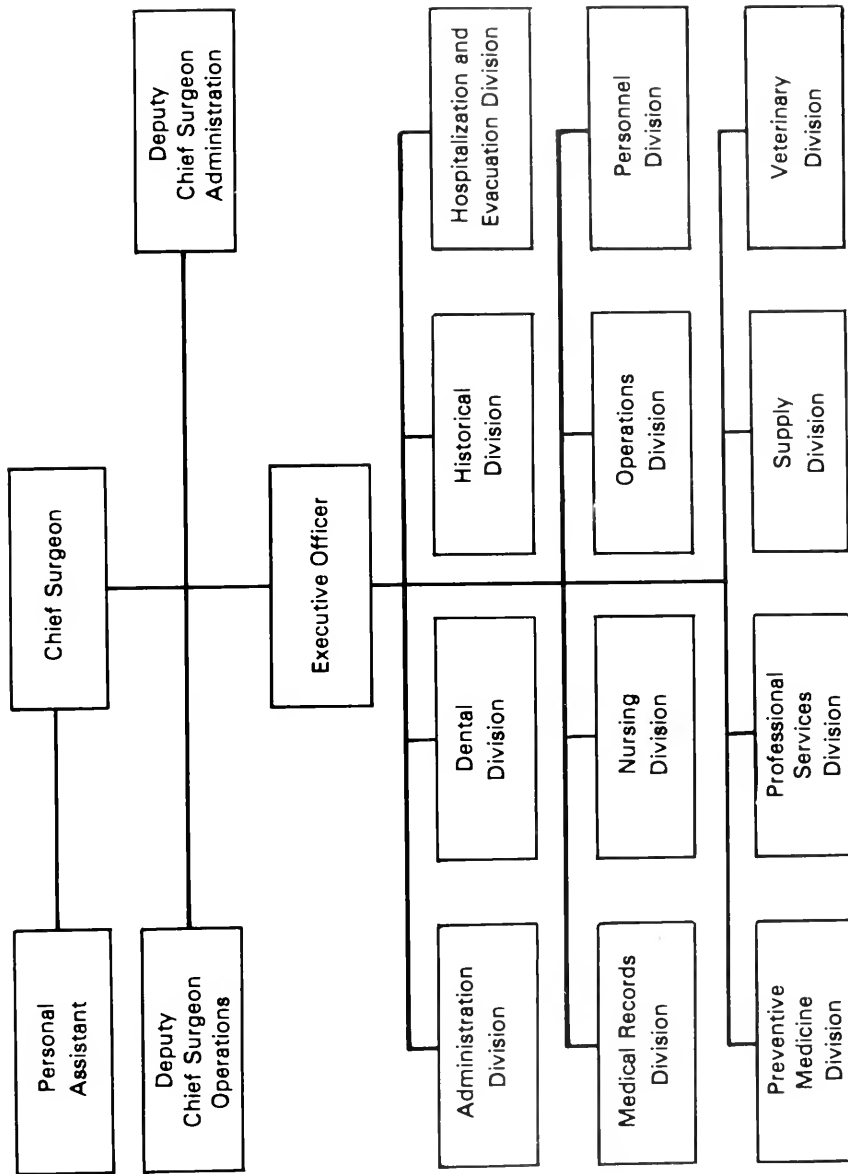 Personal
Assistant
Chief Surgeon
Deputy
Chief Surgeon
Operations
Deputy
Chief Surgeon
Administration
Executive Officer
Administration
Division
Dental
Division
Historical
Division
Hospitalization and
Evacuation Division
Medical Records
Division
Nursing
Division
Operations
Division
Personnel
Division
Preventive
Medicine
Division
Professional
Services
Division
Supply
Division
Veterinary
Division